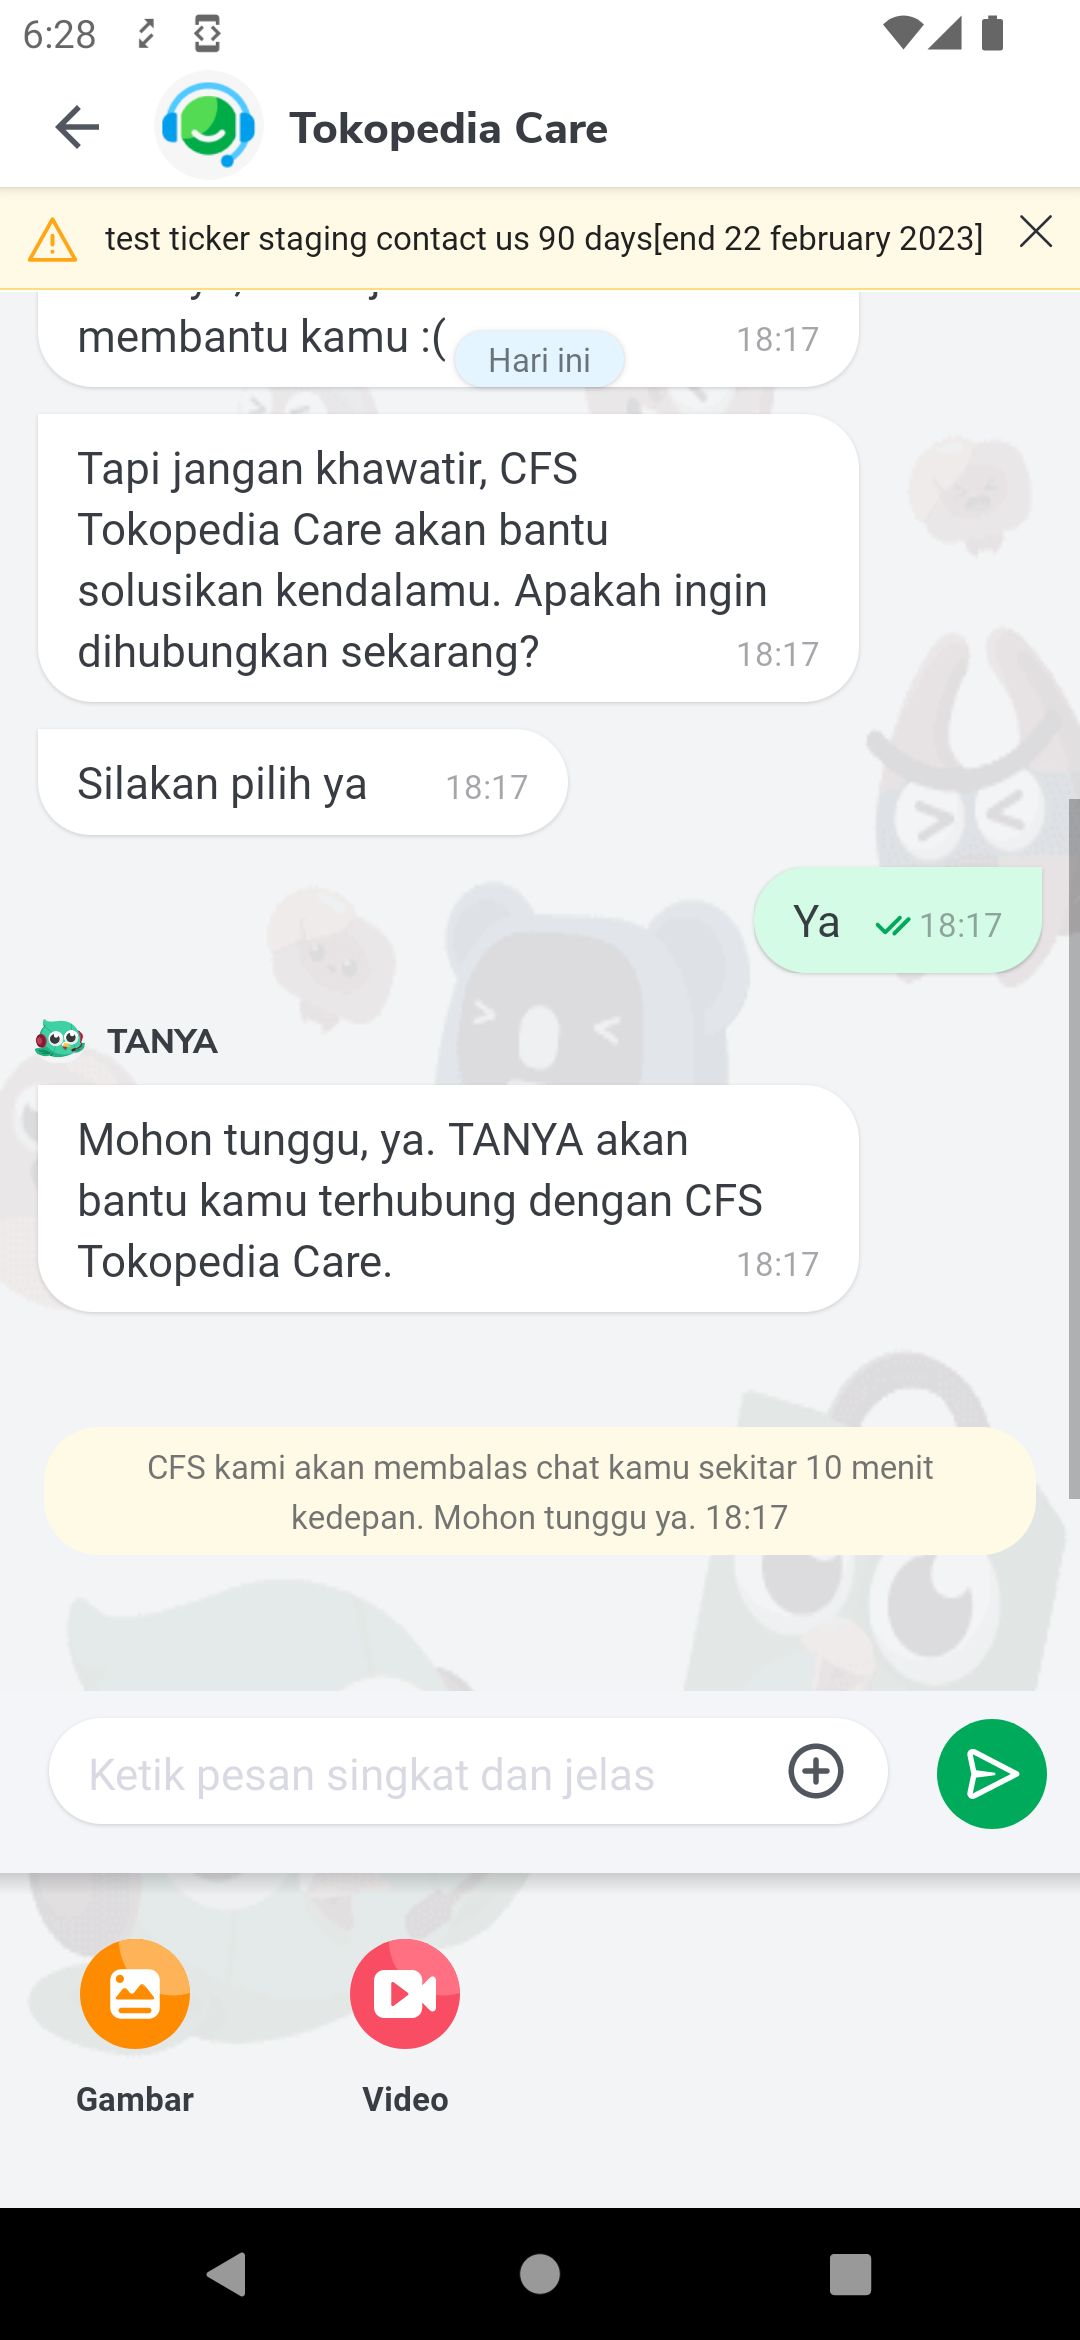 6:28
Tokopedia Care
test ticker staging contact us 90 days[end 22 february 2023]
membantu kamu :(
18:17
Hari ini
Tapi jangan khawatir, CFS
Tokopedia Care akan bantu
solusikan kendalamu. Apakah ingin
dihubungkan sekarang?
18:17
Silakan pilih ya
18:17
Ya
18:17
TANYA
Mohon tunggu, ya. TANYA akan
bantu kamu terhubung dengan CFS
Tokopedia Care.
18:17
CFS kami akan membalas chat kamu sekitar 10 menit
kedepan. Mohon tunggu ya. 18:17
Ketik pesan singkat dan jelas
Gambar
Video